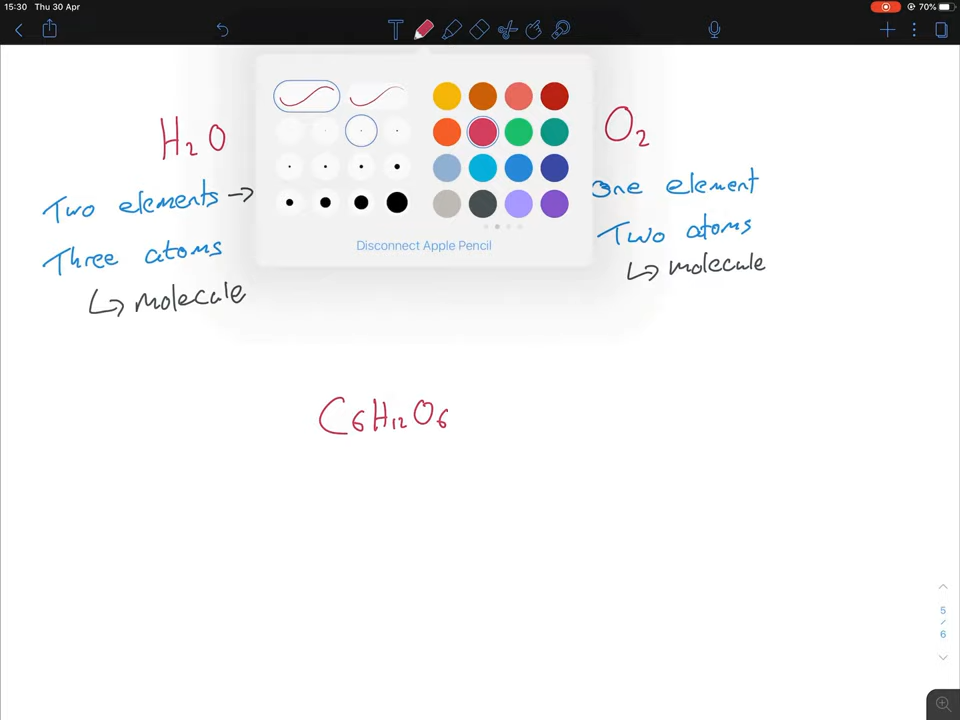 15:30 Thu 30 Apr
70%
H₂O
O₂
Two elements →
one element
Three atoms
Two atoms
↳ molecule
↳ molecule
Disconnect Apple Pencil
C₆H₁₂O₆
5
/
6